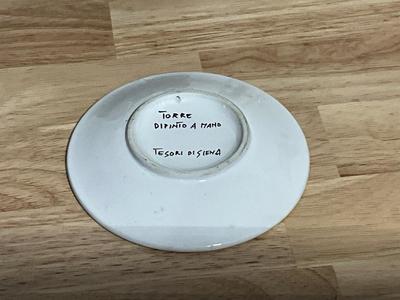 TORRE
DIPINTO A MANO
TESORI DI SIENA